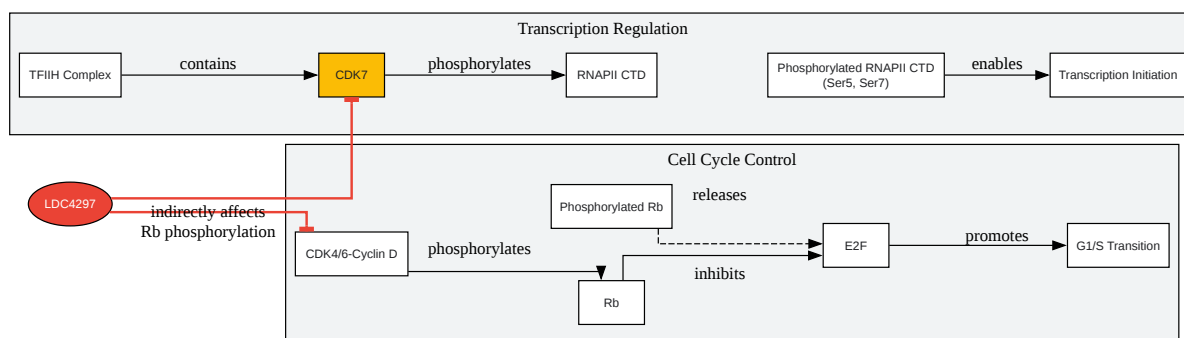 Transcription Regulation
TFIIH Complex
contains
CDK7
phosphorylates
RNAPII CTD
Phosphorylated RNAPII CTD
(Ser5, Ser7)
enables
Transcription Initiation
Cell Cycle Control
LDC4297
indirectly affects
Rb phosphorylation
CDK4/6-Cyclin D
phosphorylates
Phosphorylated Rb
releases
Rb
inhibits
E2F
promotes
G1/S Transition